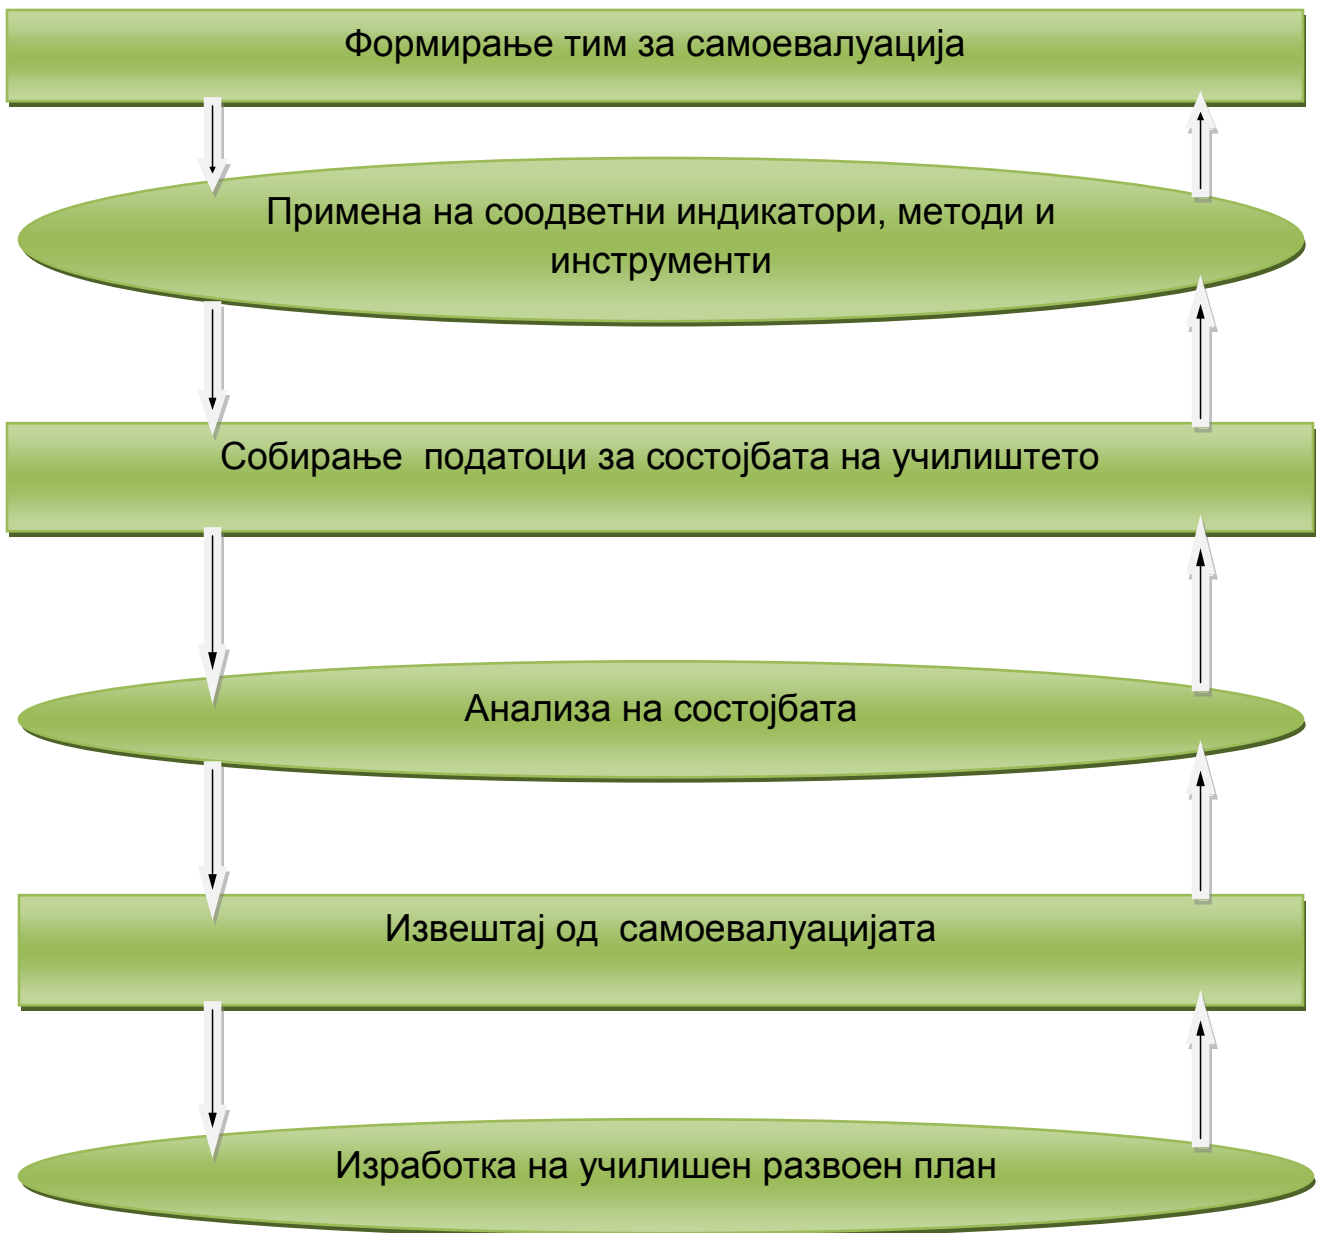 Формирање тим за самоевалуација
Примена на соодветни индикатори, методи и
инструменти
Собирање  податоци за состојбата на училиштето
Анализа на состојбата
Извештај од  самоевалуацијата
Изработка на училишен развоен план